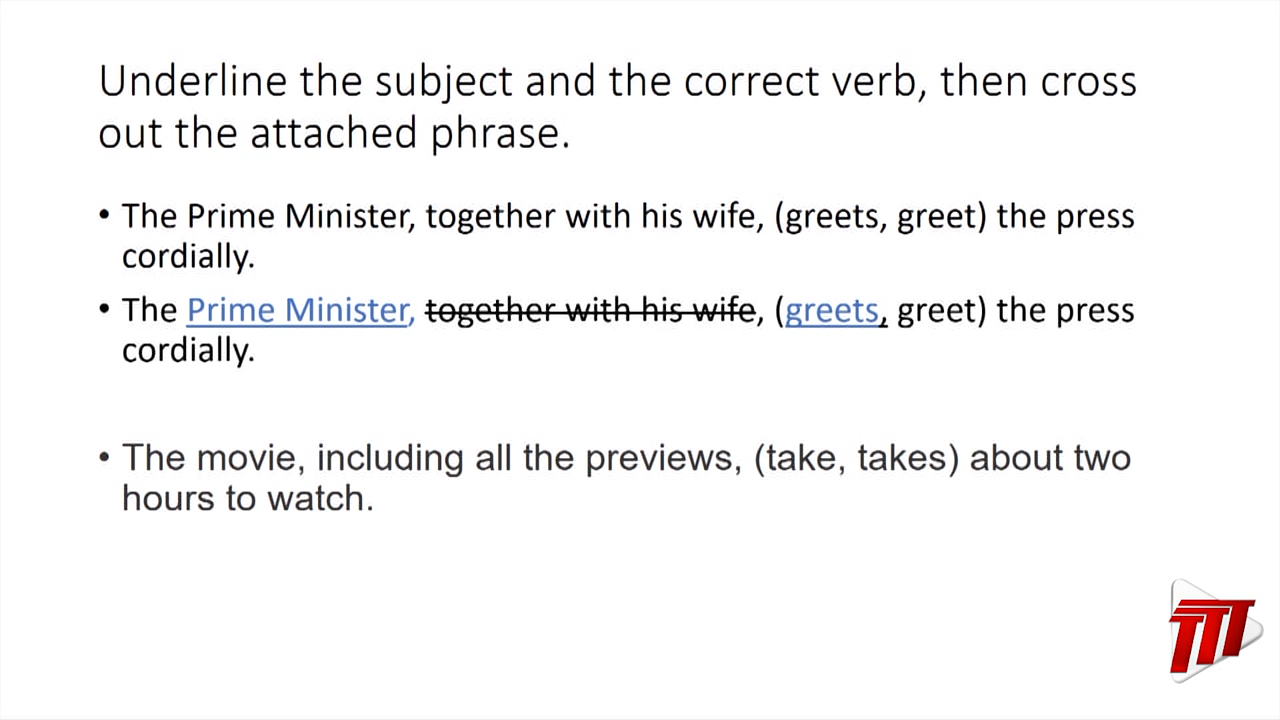 Underline the subject and the correct verb, then cross
out the attached phrase.
• The Prime Minister, together with his wife, (greets, greet) the press
cordially.
• The Prime Minister, together with his wife, (greets, greet) the press
cordially.
• The movie, including all the previews, (take, takes) about two
hours to watch.
TTT